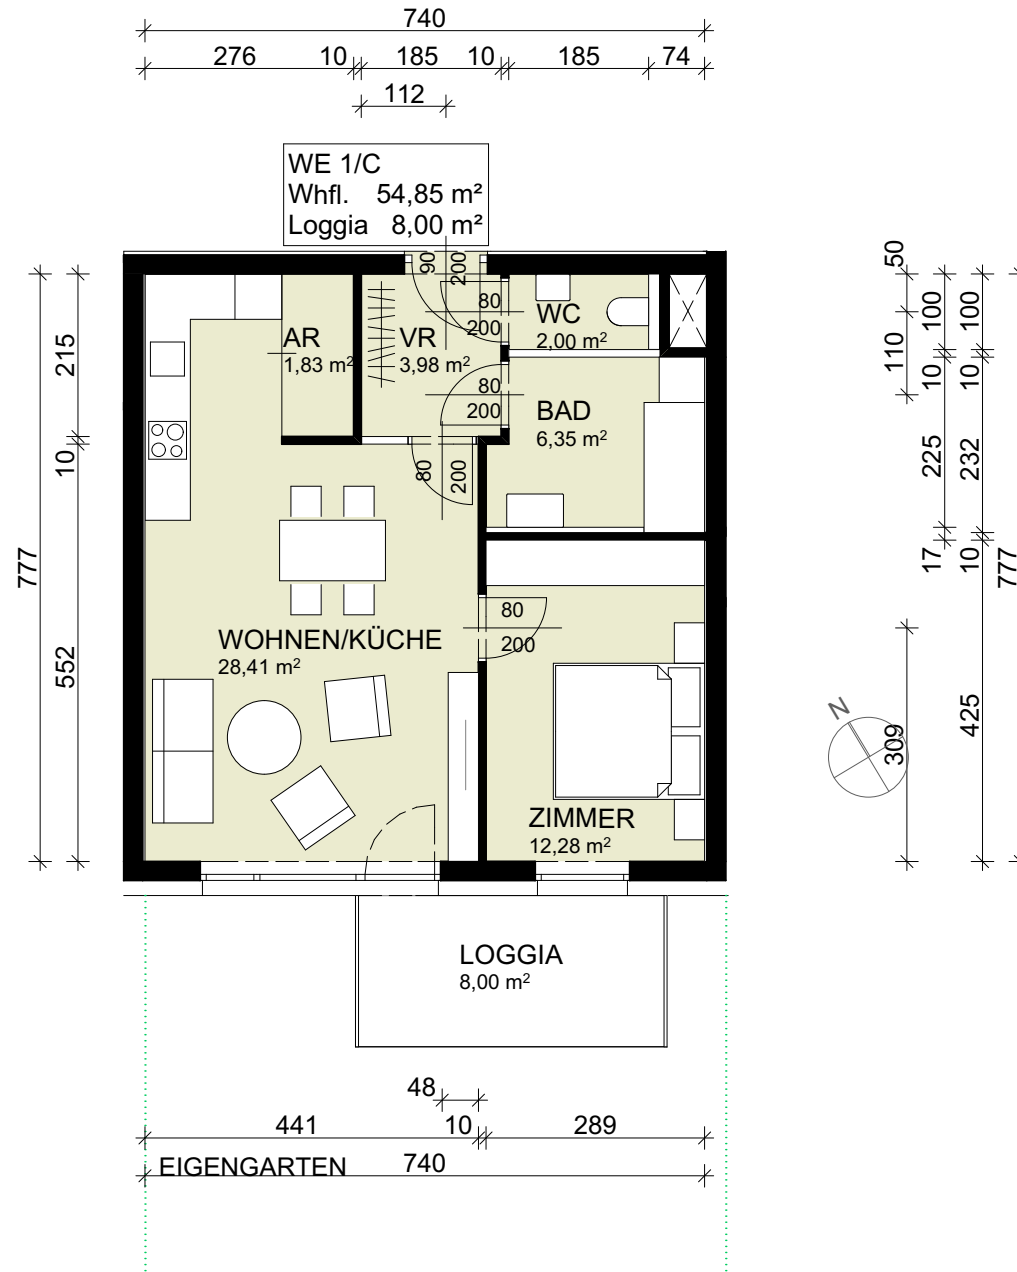 740
276 10 185 10 185 74
112
WE 1/C
Whfl. 54,85 m²
Loggia 8,00 m²
90
200
80
200
WC
2,00 m²
AR
1,83 m²
VR
3,98 m²
80
200
BAD
6,35 m²
80
200
215
10
552
777
50
110
309
100
10
225
17
100
10
232
10
425
777
80
200
WOHNEN/KÜCHE
28,41 m²
N
ZIMMER
12,28 m²
LOGGIA
8,00 m²
48
441 10 289
EIGENGARTEN 740